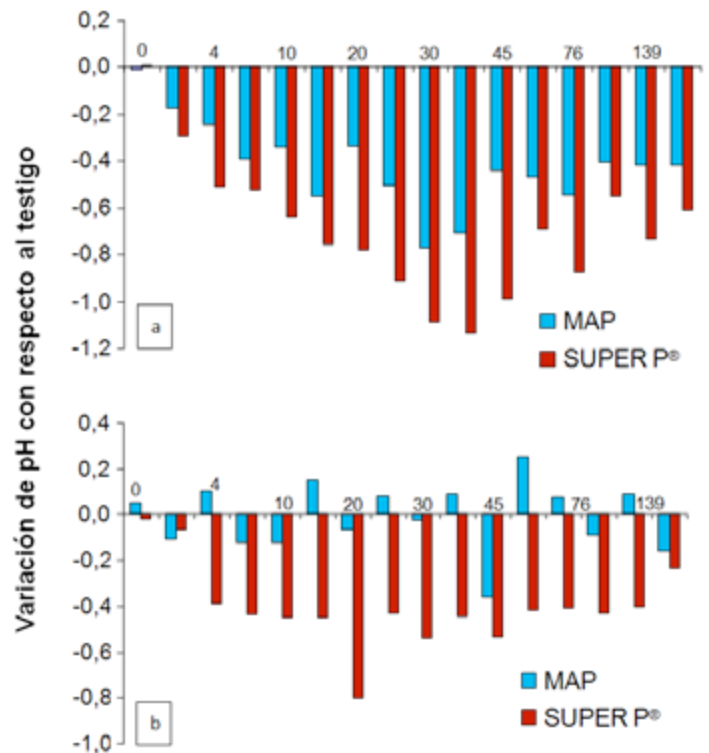 Variación de pH con respecto al testigo
0,2
0,0
-0,2
-0,4
-0,6
-0,8
-1,0
-1,2
0 4 10 20 30 45 76 139
a
MAP
SUPER P®
0,4
0,2
0,0
-0,2
-0,4
-0,6
-0,8
-1,0
0 4 10 20 30 45 76 139
b
MAP
SUPER P®